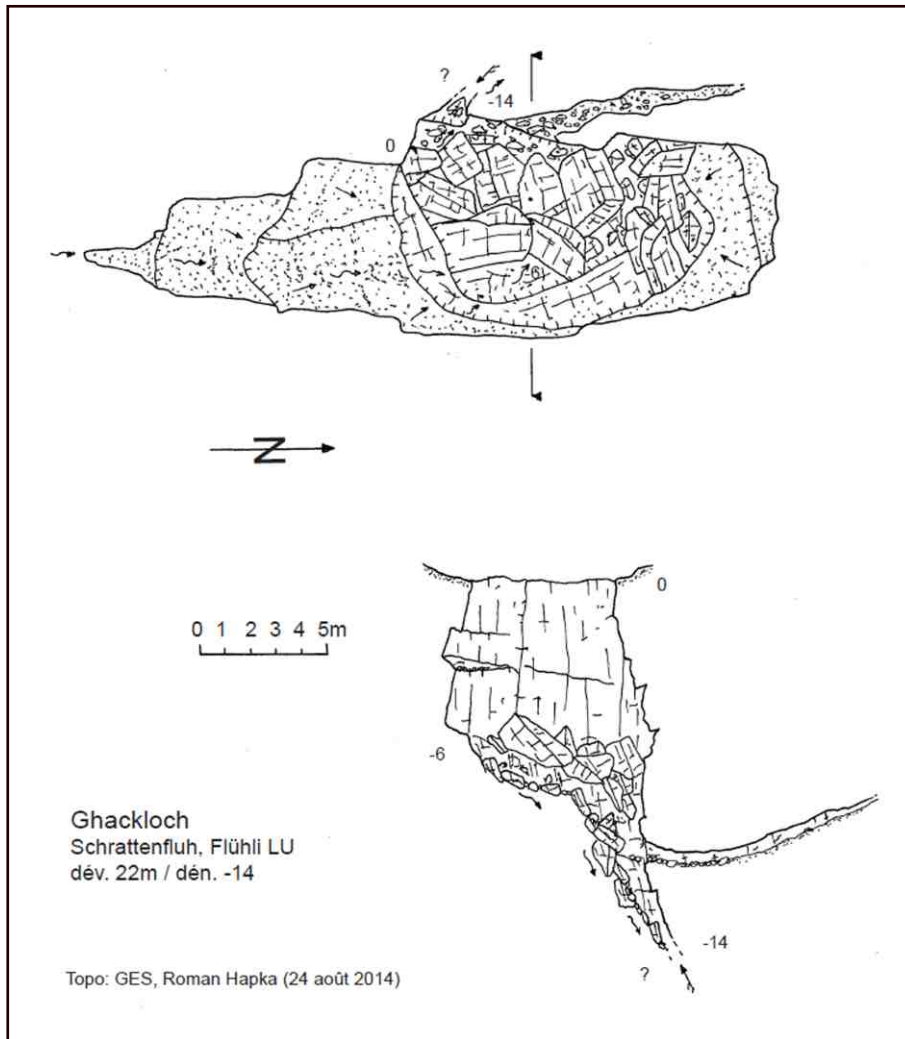 ?
-14
0
-6
N
0
0 1 2 3 4 5m
-6
Ghackloch
Schrattenfluh, Flühli LU
dév. 22m / dén. -14
-14
?
Topo: GES, Roman Hapka (24 août 2014)